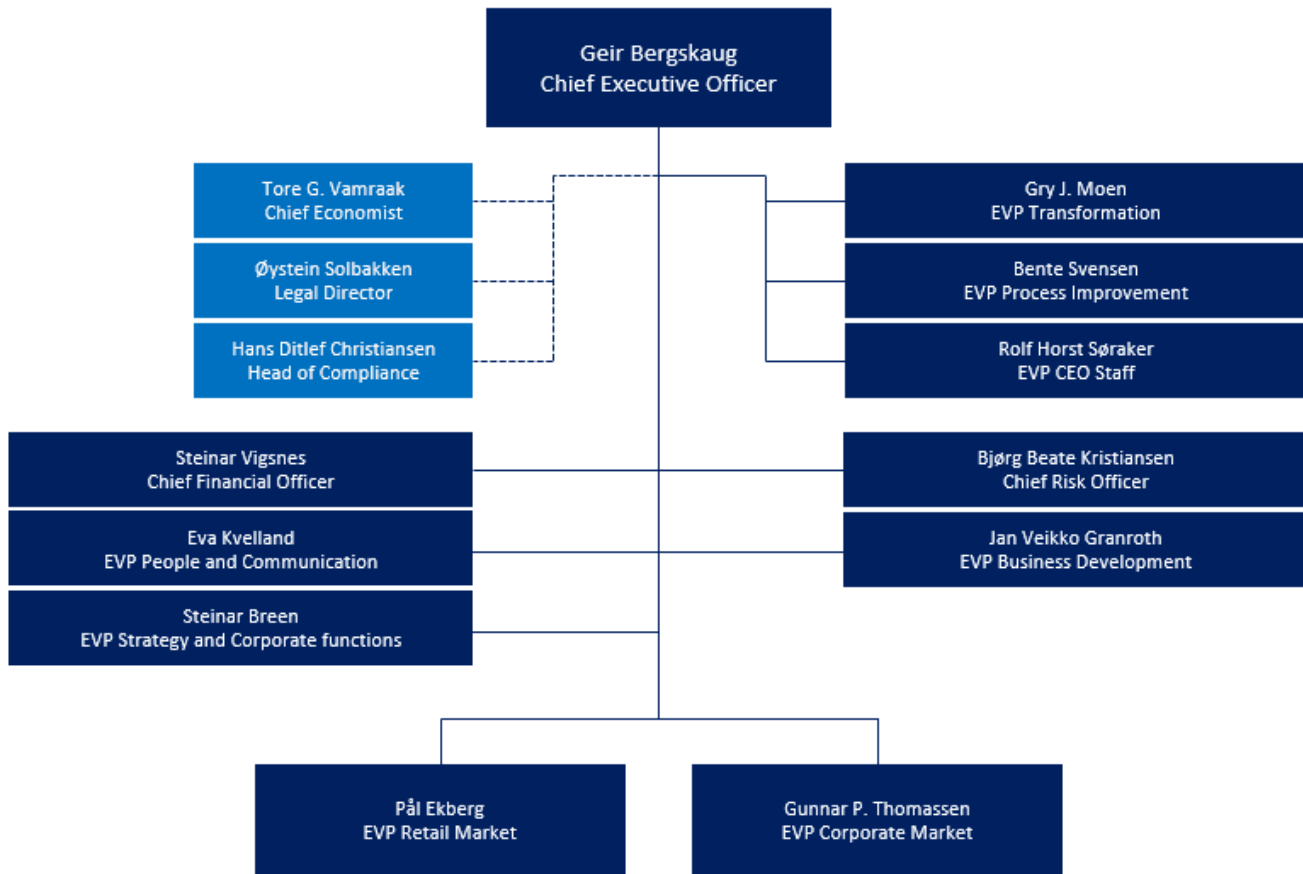 Geir Bergskaug
Chief Executive Officer
Tore G. Vamraak
Chief Economist
Øystein Solbakken
Legal Director
Hans Ditlef Christiansen
Head of Compliance
Gry J. Moen
EVP Transformation
Bente Svensen
EVP Process Improvement
Rolf Horst Søraker
EVP CEO Staff
Steinar Vigsnes
Chief Financial Officer
Eva Kvelland
EVP People and Communication
Steinar Breen
EVP Strategy and Corporate functions
Bjørg Beate Kristiansen
Chief Risk Officer
Jan Veikko Granroth
EVP Business Development
Pål Ekberg
EVP Retail Market
Gunnar P. Thomassen
EVP Corporate Market